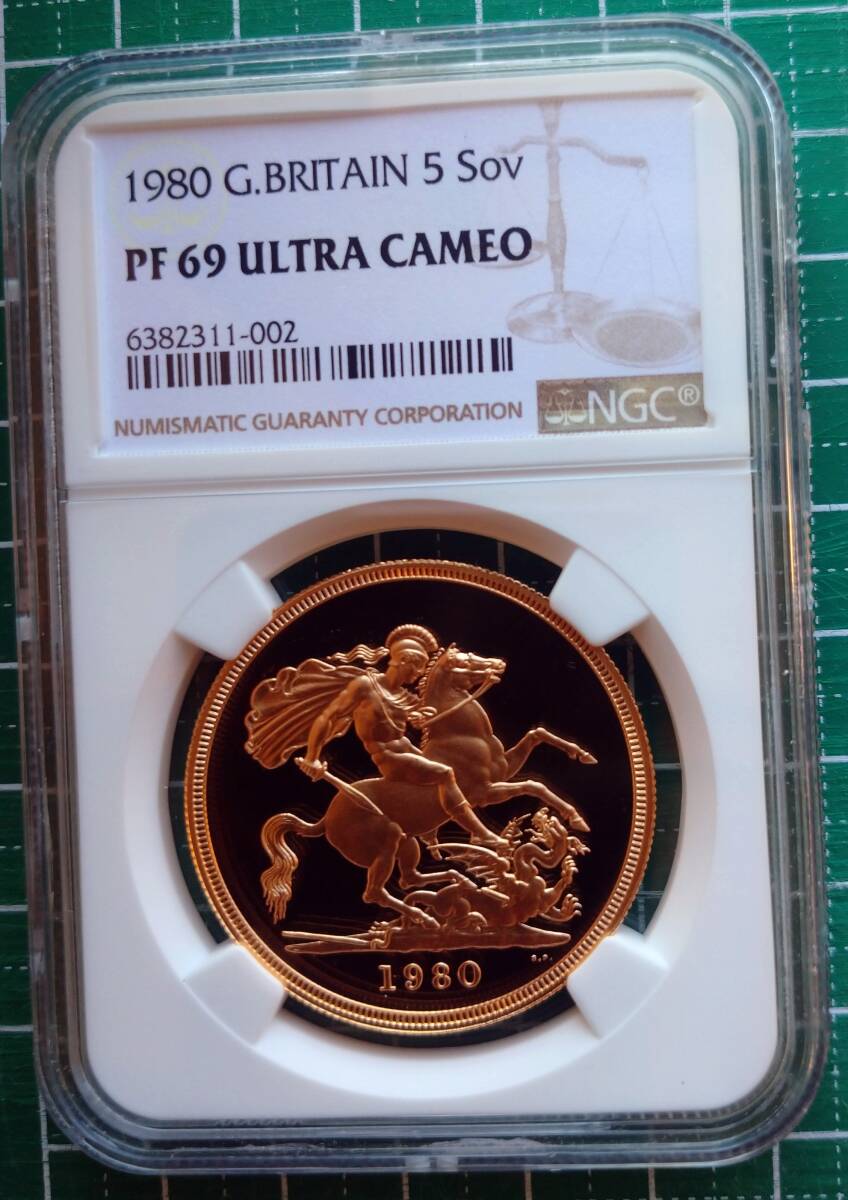 1980 G.BRITAIN 5 Sov
PF 69 ULTRA CAMEO
6382311-002
NUMISMATIC GUARANTY CORPORATION
NGC®
1980
B.P.